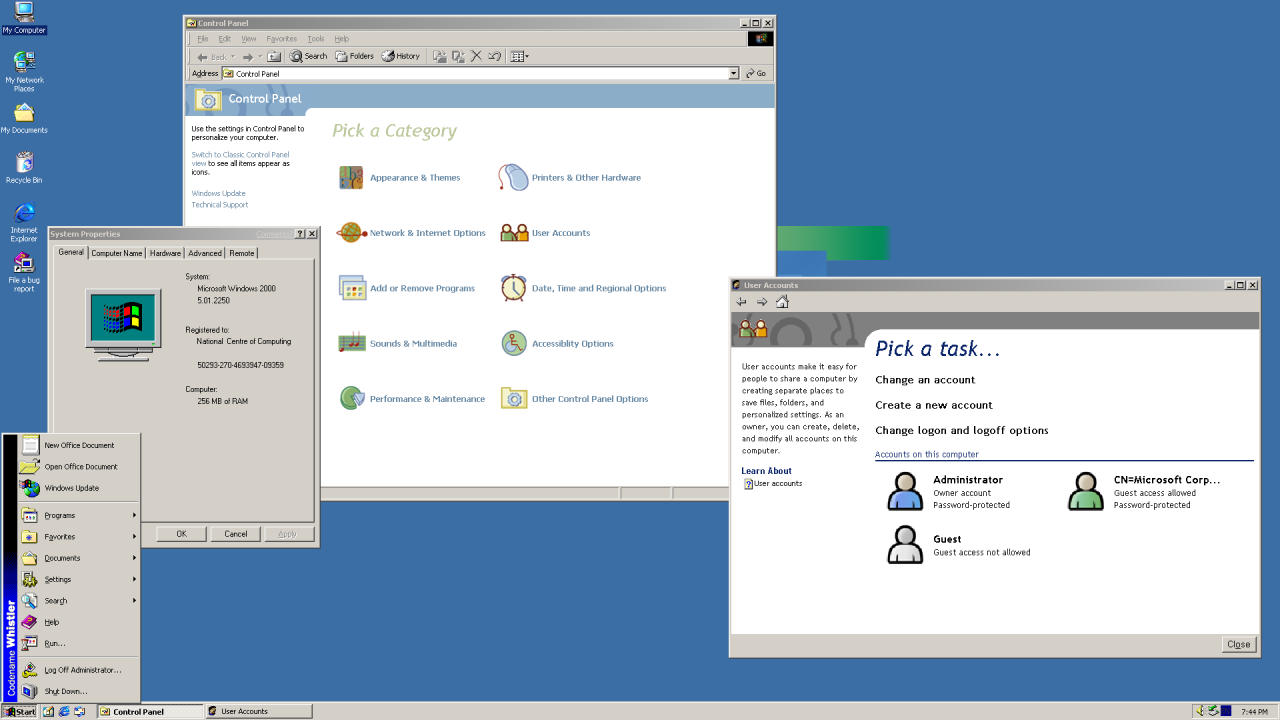 My Computer
My Network
Places
My Documents
Recycle Bin
Internet
Explorer
File a bug
report
Control Panel
File Edit View Favorites Tools Help
Back Search Folders History
Address Control Panel Go
Control Panel
Use the settings in Control Panel to
personalize your computer.
Switch to Classic Control Panel
view to see all items appear as
icons.
Windows Update
Technical Support
Pick a Category
Appearance & Themes
Printers & Other Hardware
Network & Internet Options
User Accounts
Add or Remove Programs
Date, Time and Regional Options
Sounds & Multimedia
Accessiblity Options
Performance & Maintenance
Other Control Panel Options
System Properties
Comments?
General Computer Name Hardware Advanced Remote
System:
Microsoft Windows 2000
5.01.2250
Registered to:
National Centre of Computing
50293-270-4693947-09359
Computer:
256 MB of RAM
OK Cancel Apply
User Accounts
User accounts make it easy for
people to share a computer by
creating separate places to
save files, folders, and
personalized settings. As an
owner, you can create, delete,
and modify all accounts on this
computer.
Learn About
User accounts
Pick a task...
Change an account
Create a new account
Change logon and logoff options
Accounts on this computer
Administrator
Owner account
Password-protected
CN=Microsoft Corp...
Guest access allowed
Password-protected
Guest
Guest access not allowed
Close
Codename Whistler
New Office Document
Open Office Document
Windows Update
Programs
Favorites
Documents
Settings
Search
Help
Run...
Log Off Administrator...
Shut Down...
Start
Control Panel
User Accounts
7:44 PM